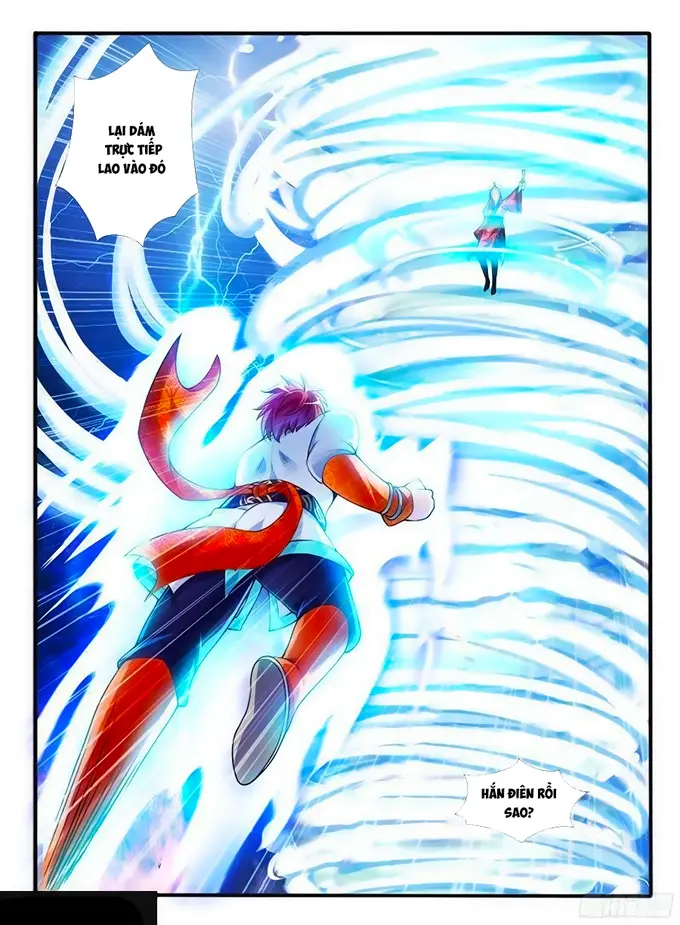 LẠI DÁM
TRỰC TIẾP
LAO VÀO ĐÓ
HẮN ĐIÊN RỒI
SAO?